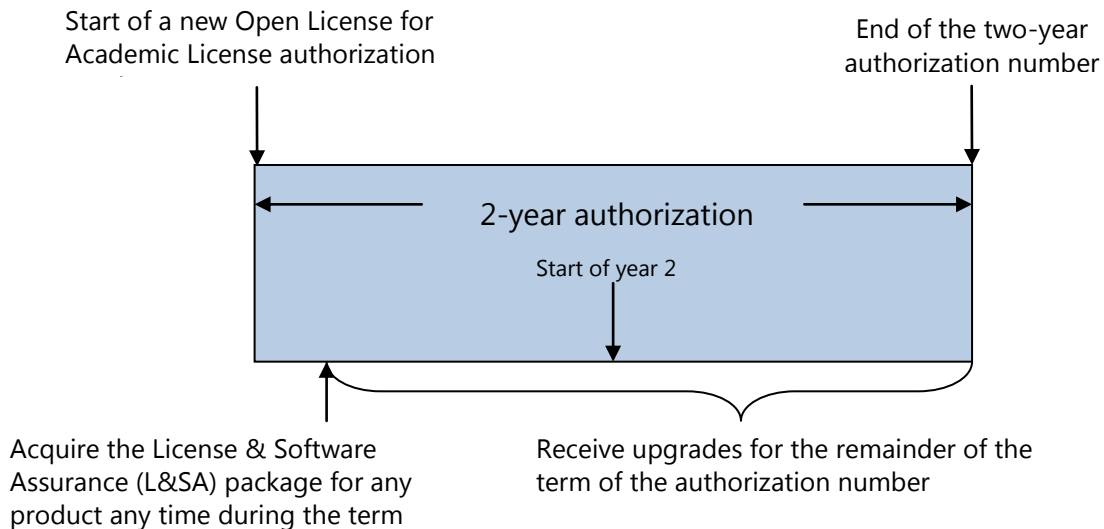 Start of a new Open License for
Academic License authorization
End of the two-year
authorization number
2-year authorization
Start of year 2
Acquire the License & Software
Assurance (L&SA) package for any
product any time during the term
Receive upgrades for the remainder of the
term of the authorization number